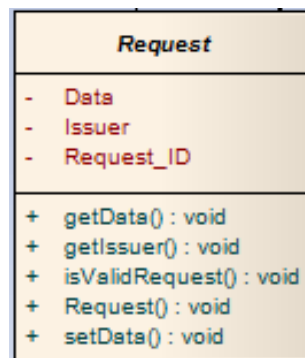 Request
- Data
- Issuer
- Request_ID
+ getData() : void
+ getIssuer() : void
+ isValidRequest() : void
+ Request() : void
+ setData() : void